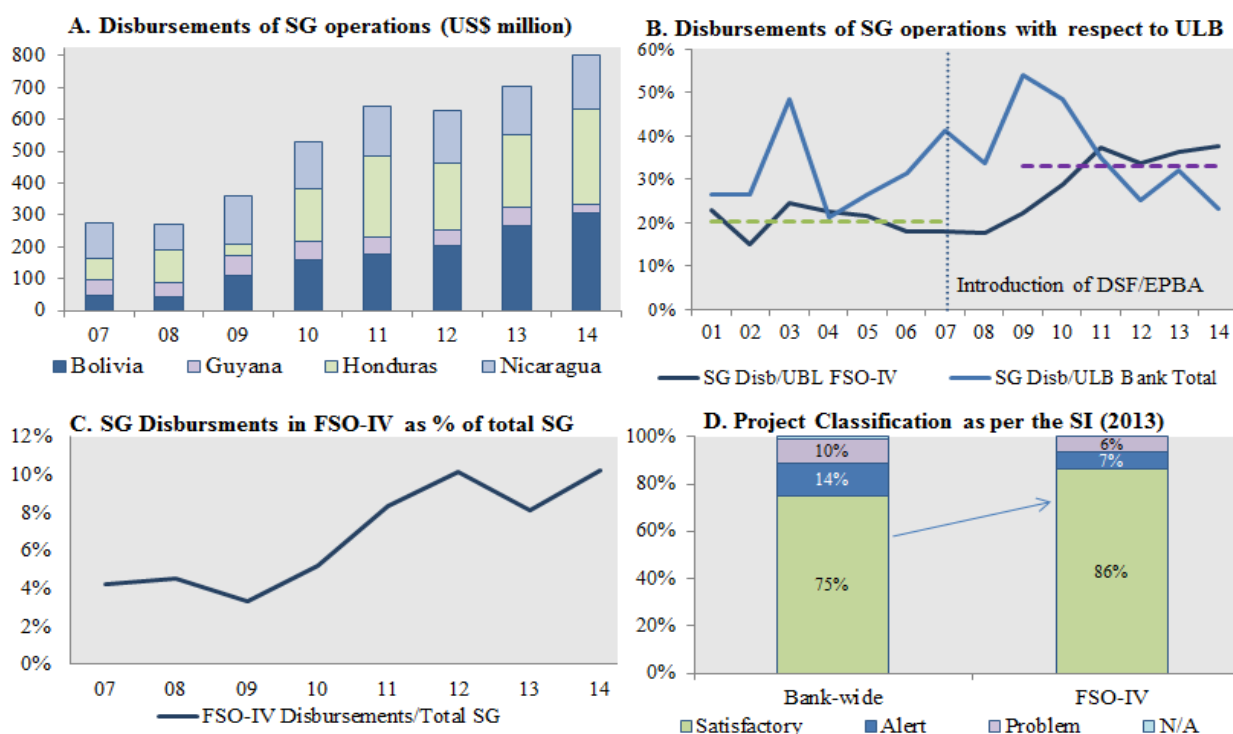 A. Disbursements of SG operations (US$ million)
800
700
600
500
400
300
200
100
0
07 08 09 10 11 12 13 14
Bolivia Guyana Honduras Nicaragua
B. Disbursements of SG operations with respect to ULB
60%
50%
40%
30%
20%
10%
0%
Introduction of DSF/EPBA
01 02 03 04 05 06 07 08 09 10 11 12 13 14
SG Disb/UBL FSO-IV SG Disb/ULB Bank Total
C. SG Disbursments in FSO-IV as % of total SG
12%
10%
8%
6%
4%
2%
0%
07 08 09 10 11 12 13 14
FSO-IV Disbursements/Total SG
D. Project Classification as per the SI (2013)
100%
80%
60%
40%
20%
0%
10%
14%
75%
6%
7%
86%
Bank-wide FSO-IV
Satisfactory Alert Problem N/A